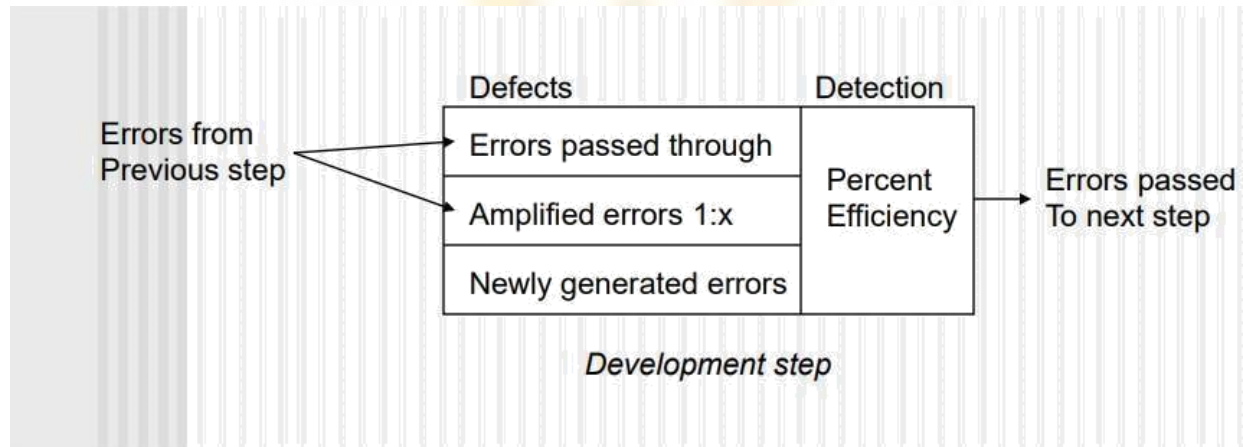 Defects
Detection
Errors from
Previous step
Errors passed through
Amplified errors 1:x
Newly generated errors
Percent
Efficiency
Errors passed
To next step
Development step